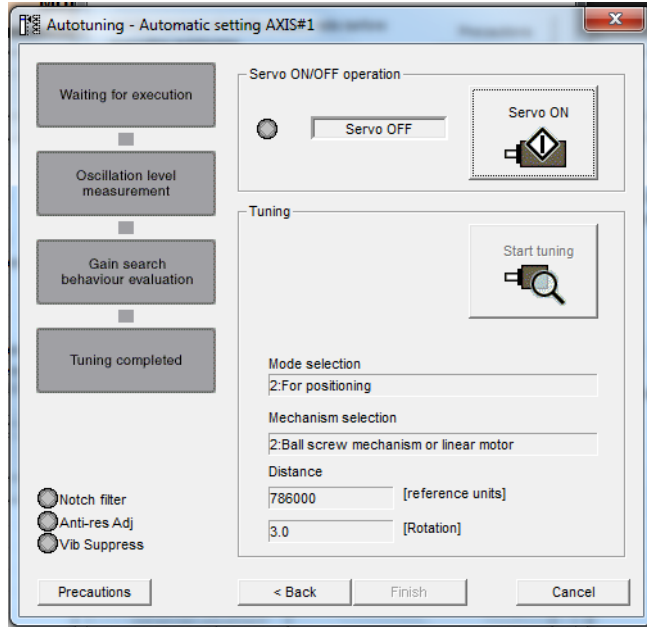 Autotuning - Automatic setting AXIS#1
Waiting for execution
Oscillation level
measurement
Gain search
behaviour evaluation
Tuning completed
Notch filter
Anti-res Adj
Vib Suppress
Servo ON/OFF operation
Servo OFF
Servo ON
Tuning
Start tuning
Mode selection
2:For positioning
Mechanism selection
2:Ball screw mechanism or linear motor
Distance
786000 [reference units]
3.0 [Rotation]
Precautions < Back Finish Cancel